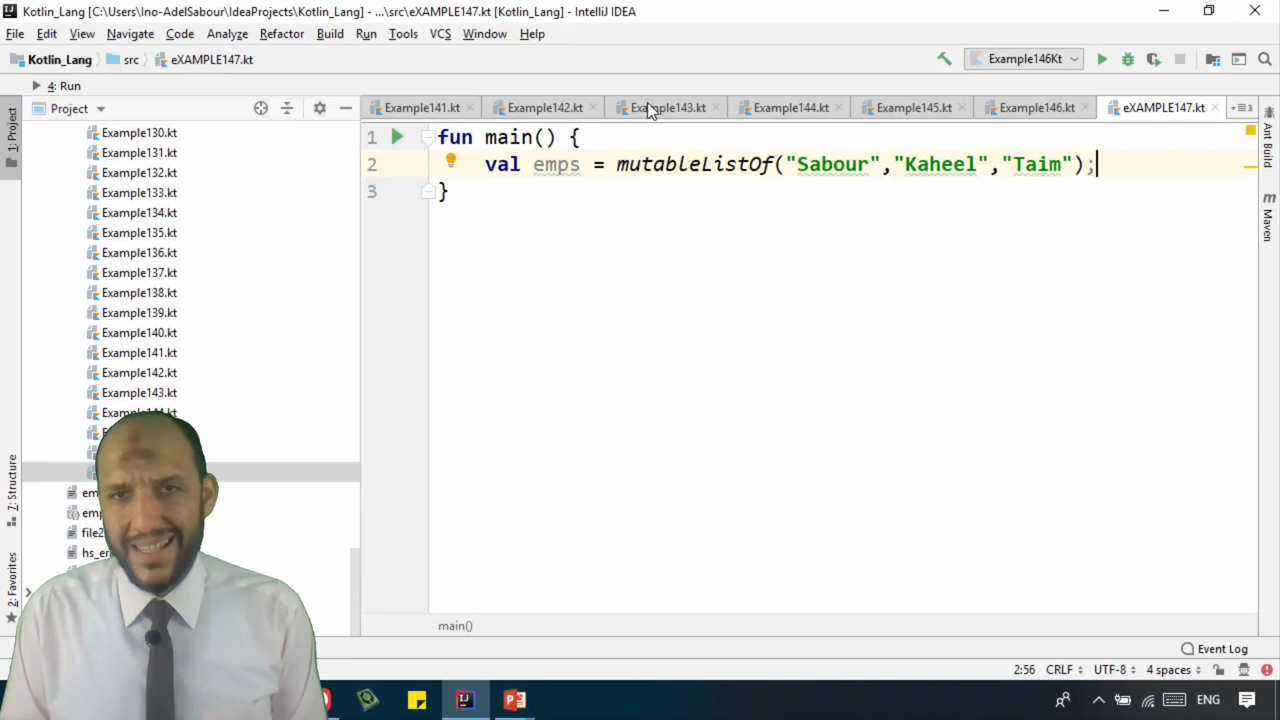 Kotlin_Lang [C:\Users\Ino-AdelSabour\IdeaProjects\Kotlin_Lang] - ...\src\eXAMPLE147.kt [Kotlin_Lang] - IntelliJ IDEA
File Edit View Navigate Code Analyze Refactor Build Run Tools VCS Window Help
Kotlin_Lang src eXAMPLE147.kt Example146Kt
4: Run
Project
Example141.kt Example142.kt Example143.kt Example144.kt Example145.kt Example146.kt eXAMPLE147.kt
1: Project
7: Structure
2: Favorites
Example130.kt
Example131.kt
Example132.kt
Example133.kt
Example134.kt
Example135.kt
Example136.kt
Example137.kt
Example138.kt
Example139.kt
Example140.kt
Example141.kt
Example142.kt
Example143.kt
Example144.kt
1 fun main() {
2 val emps = mutableListOf("Sabour","Kaheel","Taim");
3 }
Ant Build
m Maven
main()
Event Log
2:56 CRLF UTF-8 4 spaces
ENG